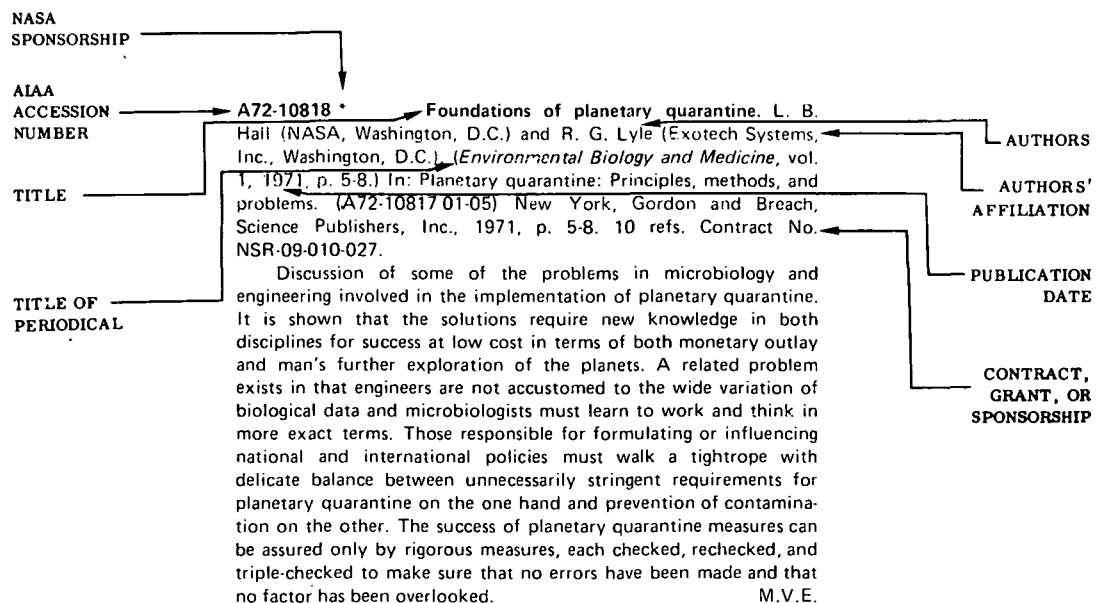 NASA
SPONSORSHIP
AIAA
ACCESSION
NUMBER
TITLE
TITLE OF
PERIODICAL
A72-10818 * Foundations of planetary quarantine. L. B.
Hall (NASA, Washington, D.C.) and R. G. Lyle (Exotech Systems,
Inc., Washington, D.C.). (Environmental Biology and Medicine, vol.
1, 1971, p. 5-8.) In: Planetary quarantine: Principles, methods, and
problems. (A72-10817 01-05) New York, Gordon and Breach,
Science Publishers, Inc., 1971, p. 5-8. 10 refs. Contract No.
NSR-09-010-027.
Discussion of some of the problems in microbiology and
engineering involved in the implementation of planetary quarantine.
It is shown that the solutions require new knowledge in both
disciplines for success at low cost in terms of both monetary outlay
and man's further exploration of the planets. A related problem
exists in that engineers are not accustomed to the wide variation of
biological data and microbiologists must learn to work and think in
more exact terms. Those responsible for formulating or influencing
national and international policies must walk a tightrope with
delicate balance between unnecessarily stringent requirements for
planetary quarantine on the one hand and prevention of contamina-
tion on the other. The success of planetary quarantine measures can
be assured only by rigorous measures, each checked, rechecked, and
triple-checked to make sure that no errors have been made and that
no factor has been overlooked. M.V.E.
AUTHORS
AUTHORS'
AFFILIATION
PUBLICATION
DATE
CONTRACT,
GRANT, OR
SPONSORSHIP